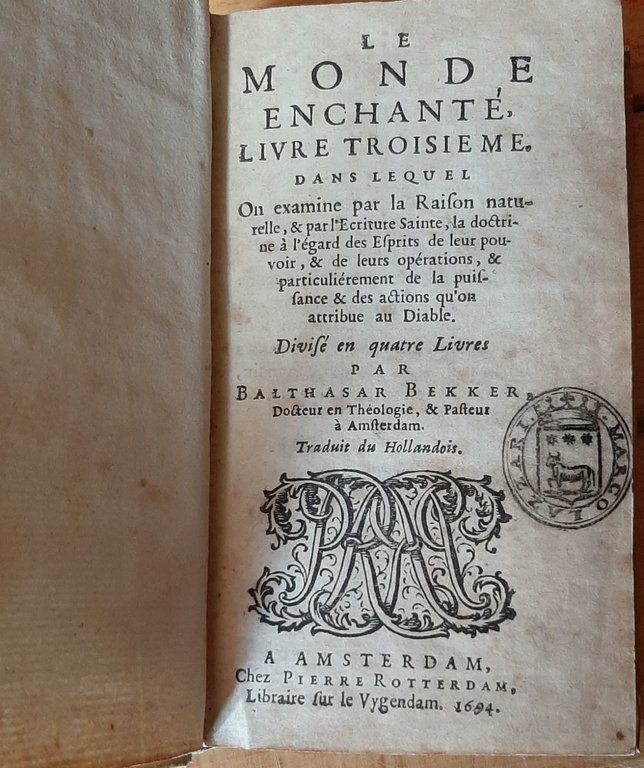 LE
MONDE
ENCHANTÉ,
LIVRE TROISIEME.
DANS LEQUEL
On examine par la Raiſon natu-
relle, & par l'Ecriture Sainte, la doctri-
ne à l'égard des Eſprits de leur pou-
voir, & de leurs opérations, &
particuliérement de la puiſ-
ſance & des actions qu'on
attribue au Diable.
Diviſé en quatre Livres
PAR
BALTHASAR BEKKER,
Docteur en Théologie, & Paſteur
à Amſterdam.
Traduit du Hollandois.
LAZZARI MARCO
A AMSTERDAM,
Chez PIERRE ROTTERDAM,
Libraire ſur le Vygendam. 1694.